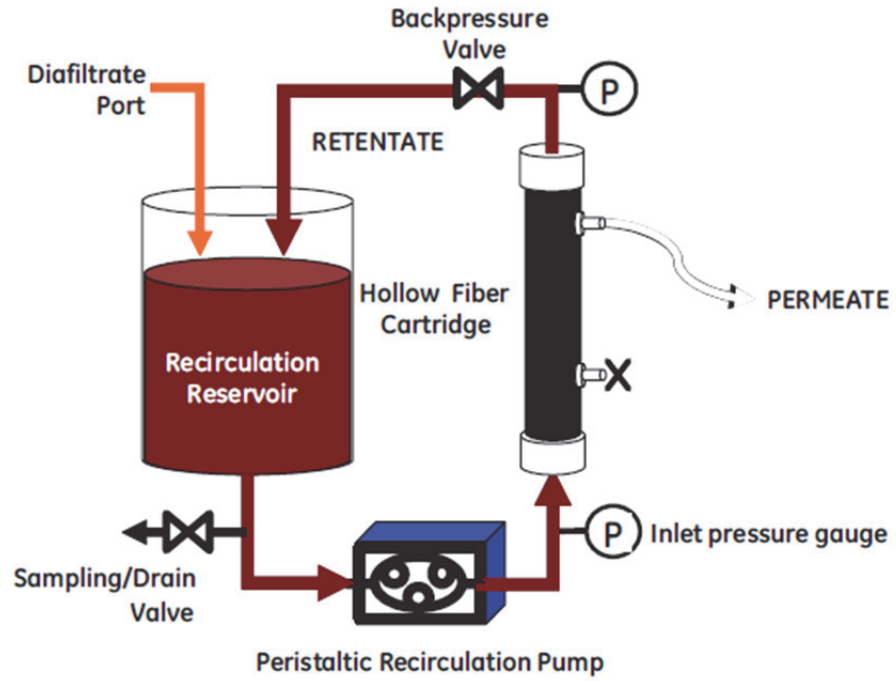 Backpressure
Valve
Diafiltrate
Port
P
RETENTATE
Hollow Fiber
Cartridge
PERMEATE
Recirculation
Reservoir
X
P
Inlet pressure gauge
Sampling/Drain
Valve
Peristaltic Recirculation Pump